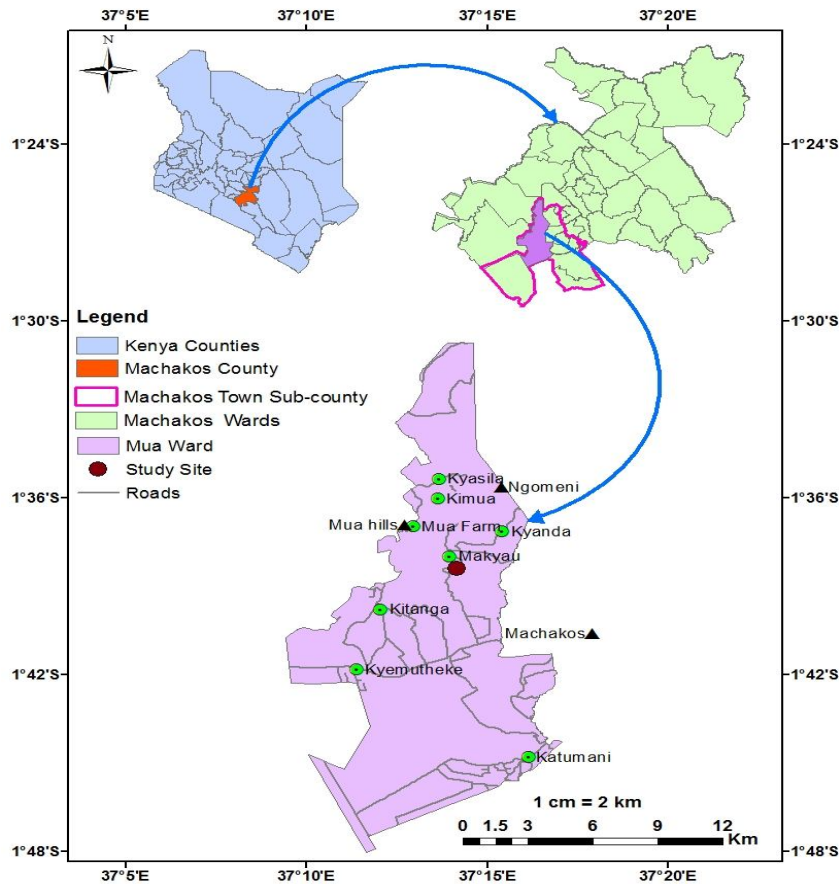 37°5'E 37°10'E 37°15'E 37°20'E
N
1°24'S 1°24'S
1°30'S 1°30'S
Legend
Kenya Counties
Machakos County
Machakos Town Sub-county
Machakos Wards
Mua Ward
Study Site
Roads
Kyasila
Ngomeni
1°36'S 1°36'S
Kimua
Mua hills Mua Farm
Kyanda
Makyau
Kitanga
Machakos
Kyemutheke
1°42'S 1°42'S
Katumani
1 cm = 2 km
0 1.5 3 6 9 12
Km
1°48'S 1°48'S
37°5'E 37°10'E 37°15'E 37°20'E